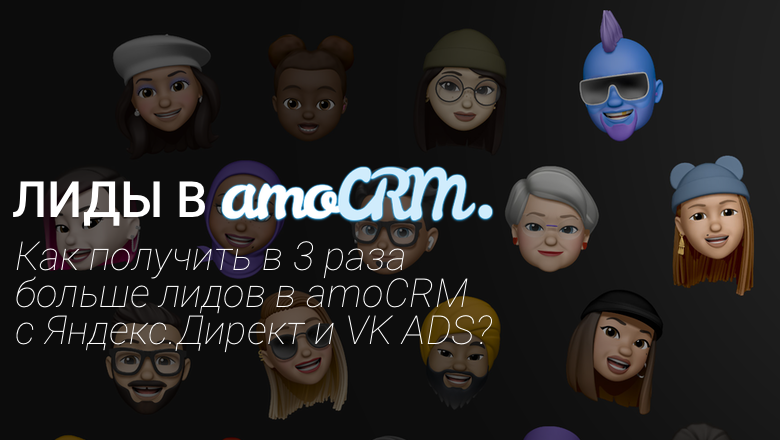 ЛИДЫ В amoCRM.
Как получить в 3 раза
больше лидов в amoCRM
с Яндекс.Директ и VK ADS?